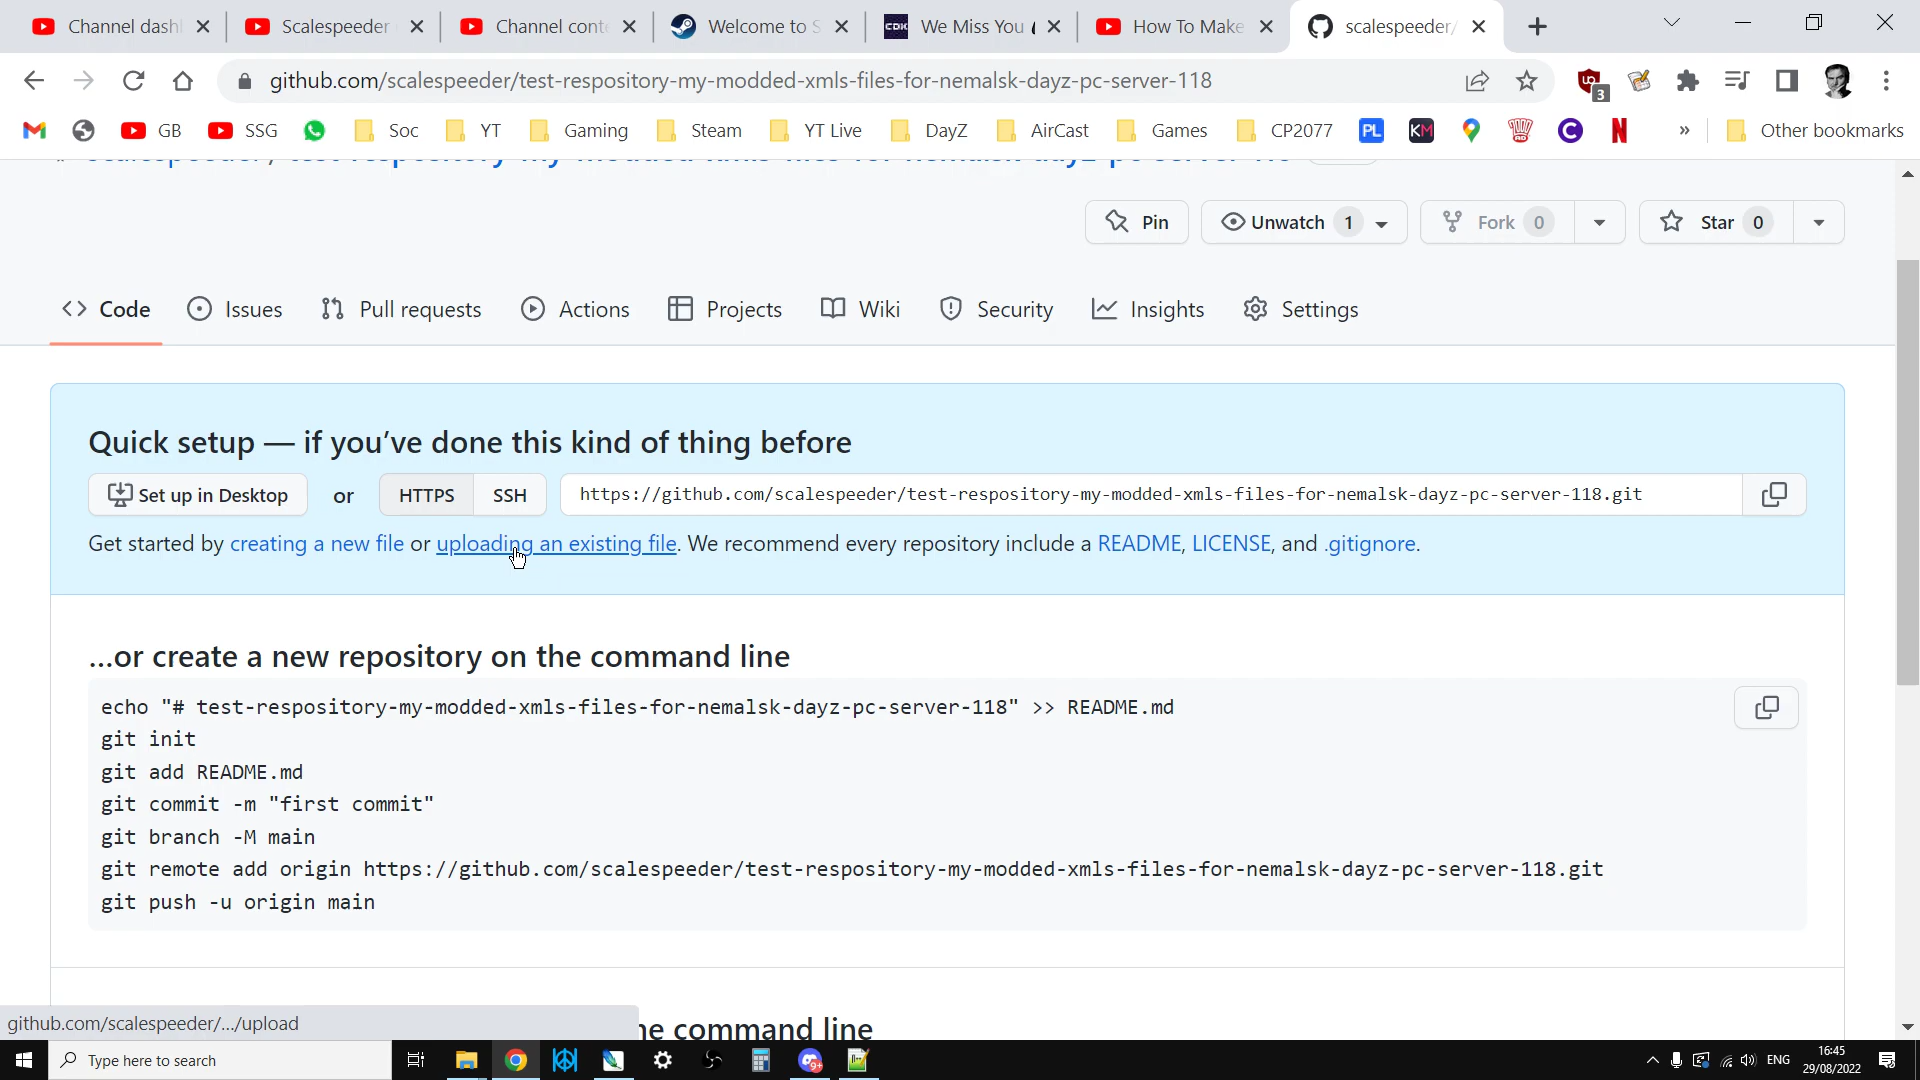 Channel dash
Scalespeeder
Channel cont
Welcome to S
CDK
We Miss You
How To Make
scalespeeder/
github.com/scalespeeder/test-respository-my-modded-xmls-files-for-nemalsk-dayz-pc-server-118
3
GB
SSG
Soc
YT
Gaming
Steam
YT Live
DayZ
AirCast
Games
CP2077
PL
KM
»
Other bookmarks
Pin
Unwatch 1
Fork 0
Star 0
<> Code
Issues
Pull requests
Actions
Projects
Wiki
Security
Insights
Settings
Quick setup — if you've done this kind of thing before
Set up in Desktop
or
HTTPS
SSH
https://github.com/scalespeeder/test-respository-my-modded-xmls-files-for-nemalsk-dayz-pc-server-118.git
Get started by creating a new file or uploading an existing file. We recommend every repository include a README, LICENSE, and .gitignore.
...or create a new repository on the command line
echo "# test-respository-my-modded-xmls-files-for-nemalsk-dayz-pc-server-118" >> README.md
git init
git add README.md
git commit -m "first commit"
git branch -M main
git remote add origin https://github.com/scalespeeder/test-respository-my-modded-xmls-files-for-nemalsk-dayz-pc-server-118.git
git push -u origin main
github.com/scalespeeder/.../upload
he command line
Type here to search
9+
ENG
16:45
29/08/2022